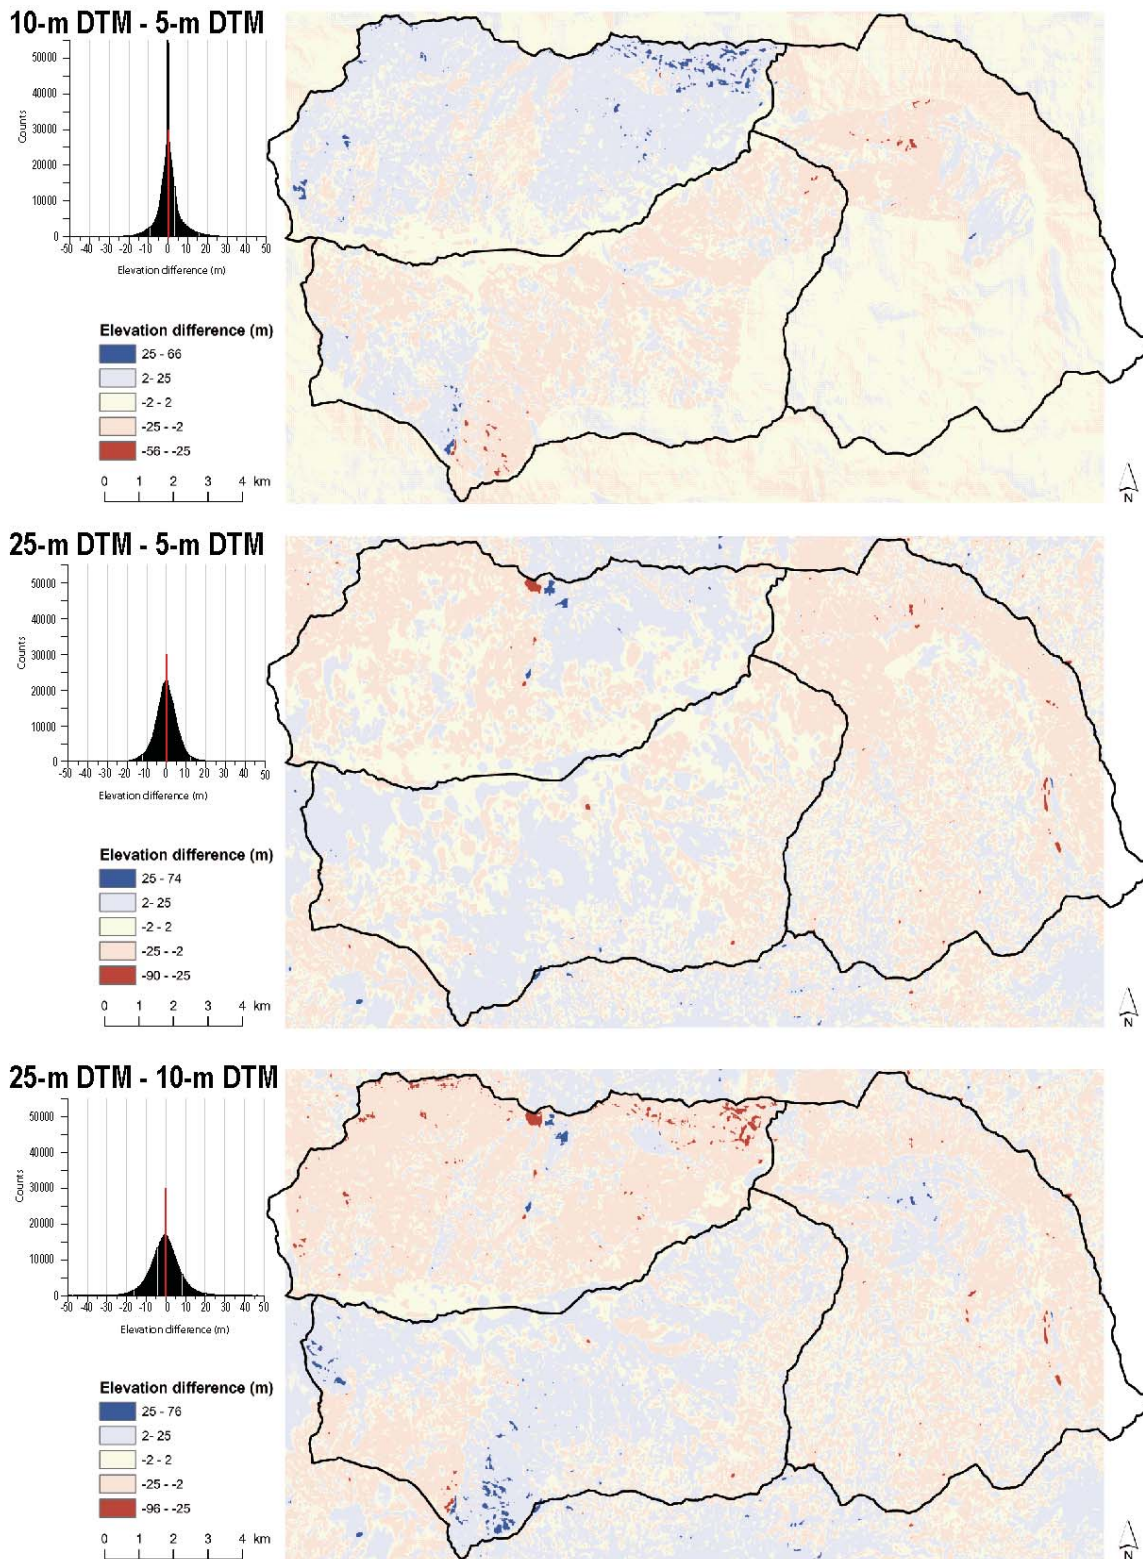 10-m DTM - 5-m DTM
50000
40000
30000
20000
10000
0
Counts
-50 -40 -30 -20 -10 0 10 20 30 40 50
Elevation difference (m)
Elevation difference (m)
25 - 66
2- 25
-2 - 2
-25 - -2
-56 - -25
0 1 2 3 4 km
N
25-m DTM - 5-m DTM
50000
40000
30000
20000
10000
0
Counts
-50 -40 -30 -20 -10 0 10 20 30 40 50
Elevation difference (m)
Elevation difference (m)
25 - 74
2- 25
-2 - 2
-25 - -2
-90 - -25
0 1 2 3 4 km
N
25-m DTM - 10-m DTM
50000
40000
30000
20000
10000
0
Counts
-50 -40 -30 -20 -10 0 10 20 30 40 50
Elevation difference (m)
Elevation difference (m)
25 - 76
2- 25
-2 - 2
-25 - -2
-96 - -25
0 1 2 3 4 km
N